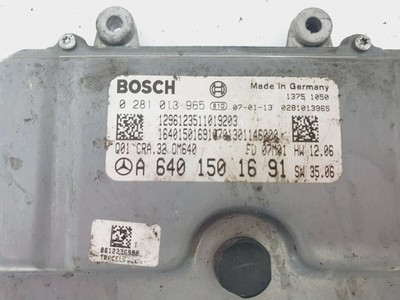 BOSCH Made in Germany
1375 1050
0 281 013 965 810 07-01-13 0281013965
1296123511019203
001 CRA.32 OM640 FD 07M01 HW 12.06
A 640 150 16 91 SW 35.06